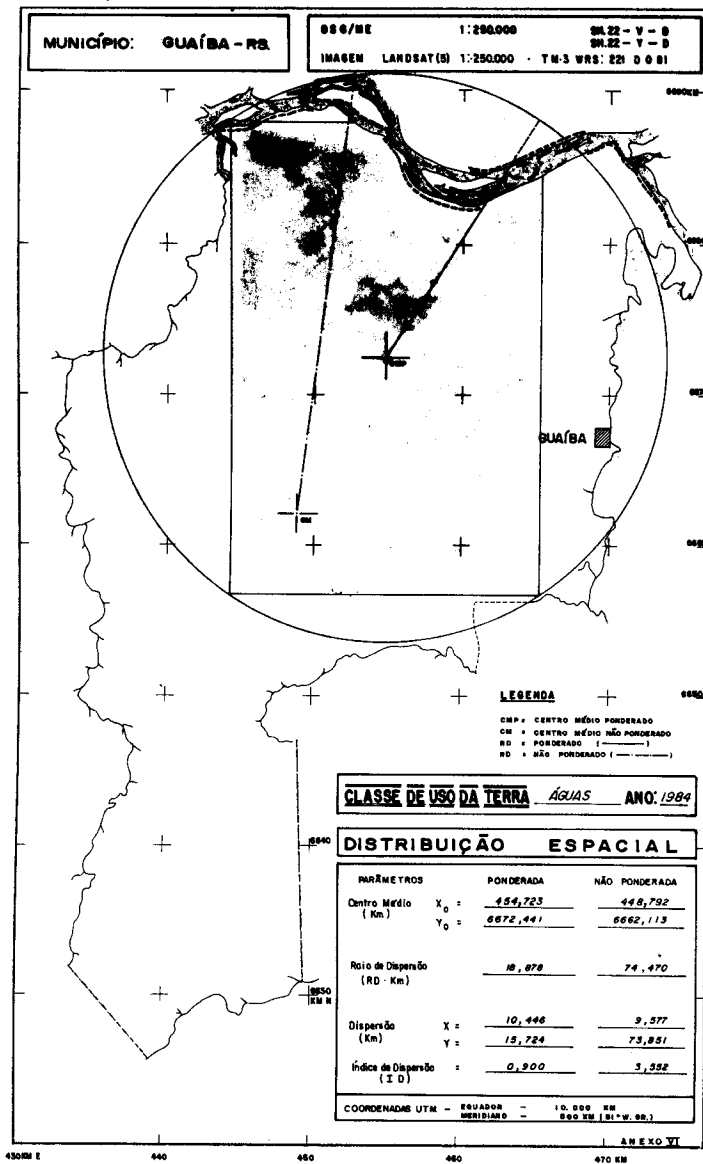 MUNICÍPIO: GUAÍBA - RS.
DSG/ME 1:250.000 SH.22 - V - B
SH.22 - Y - D
IMAGEM LANDSAT(5) 1:250.000 - TM-3 WRS: 221
6680KM
CMP
GUAÍBA
CM
LEGENDA
CMP = CENTRO MÉDIO PONDERADO
CM = CENTRO MÉDIO NÃO PONDERADO
RD = PONDERADO ( ——— )
RD = NÃO PONDERADO ( —·—·— )
CLASSE DE USO DA TERRA ÁGUAS ANO: 1984
6640
DISTRIBUIÇÃO ESPACIAL
PARÂMETROS PONDERADA NÃO PONDERADA
Centro Médio (Km) X0 = 454,723 448,792
Y0 = 6672,441 6662,113
Raio de Dispersão (RD - Km) 18,878 74,470
6630 KM N
Dispersão (Km) X = 10,446 9,577
Y = 15,724 73,851
Índice de Dispersão (ID) = 0,900 3,552
COORDENADAS UTM - EQUADOR - 10.000 KM
MERIDIANO - 500 KM (51° W. GR.)
ANEXO VI
430KM E 440 450 460 470 KM